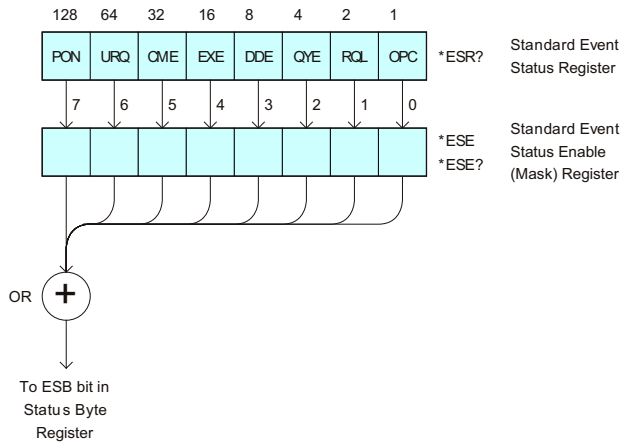 128 64 32 16 8 4 2 1
PON URQ CME EXE DDE QYE RQL OPC
*ESR?
Standard Event
Status Register
7 6 5 4 3 2 1 0
*ESE
*ESE?
Standard Event
Status Enable
(Mask) Register
OR
+
To ESB bit in
Status Byte
Register